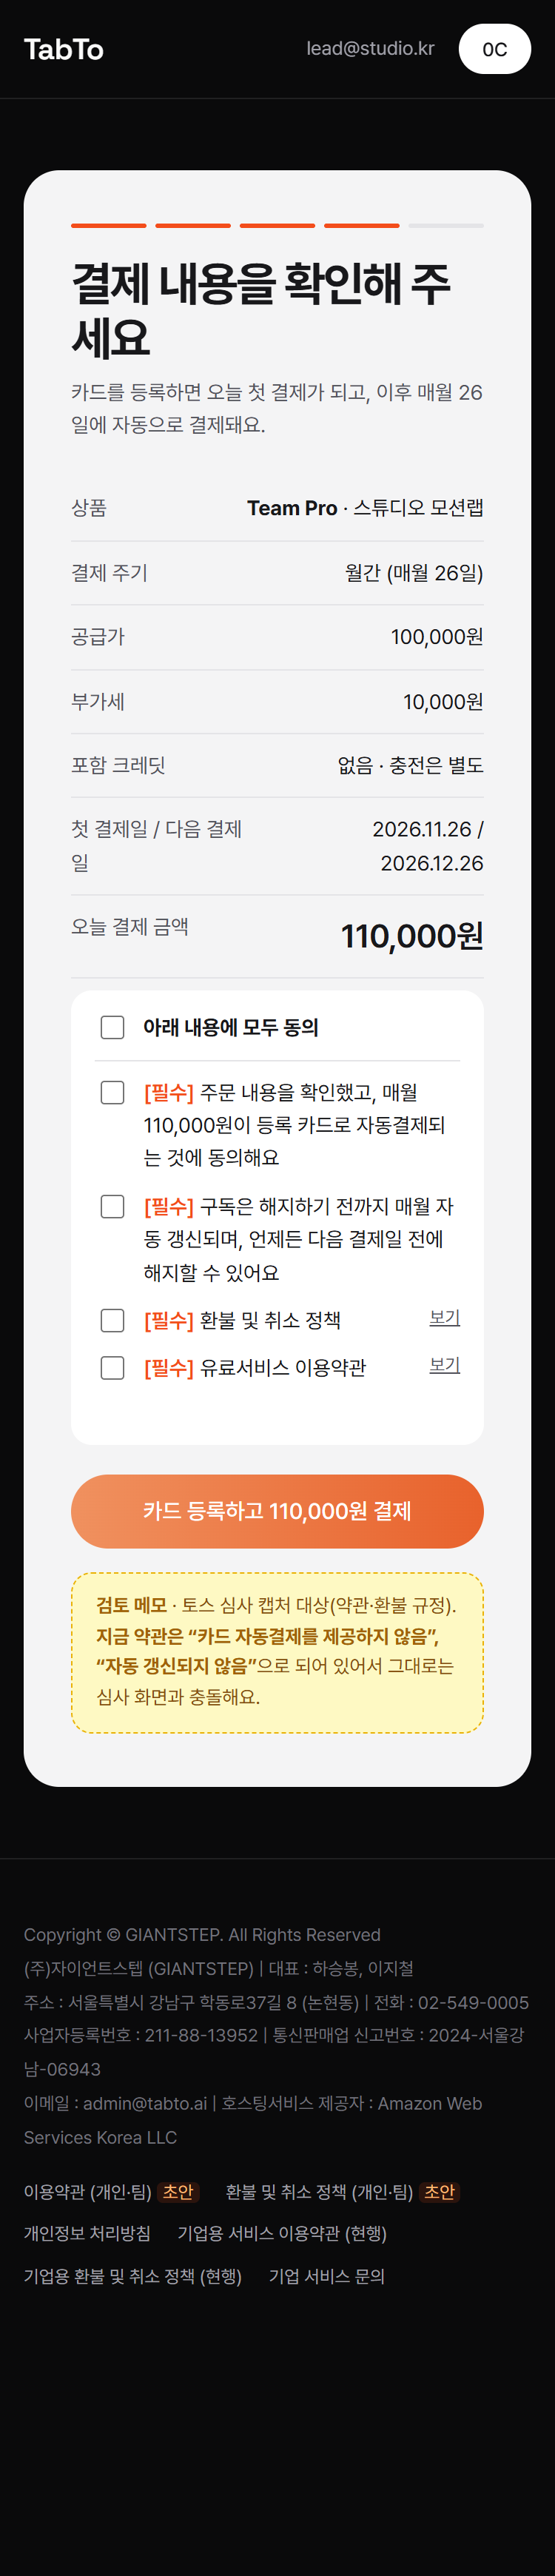 TabTo
lead@studio.kr
0C
결제 내용을 확인해 주
세요
카드를 등록하면 오늘 첫 결제가 되고, 이후 매월 26
일에 자동으로 결제돼요.
상품 Team Pro · 스튜디오 모션랩
결제 주기 월간 (매월 26일)
공급가 100,000원
부가세 10,000원
포함 크레딧 없음 · 충전은 별도
첫 결제일 / 다음 결제 2026.11.26 /
일 2026.12.26
오늘 결제 금액 110,000원
아래 내용에 모두 동의
[필수] 주문 내용을 확인했고, 매월
110,000원이 등록 카드로 자동결제되
는 것에 동의해요
[필수] 구독은 해지하기 전까지 매월 자
동 갱신되며, 언제든 다음 결제일 전에
해지할 수 있어요
[필수] 환불 및 취소 정책 보기
[필수] 유료서비스 이용약관 보기
카드 등록하고 110,000원 결제
검토 메모 · 토스 심사 캡처 대상(약관·환불 규정).
지금 약관은 “카드 자동결제를 제공하지 않음”,
“자동 갱신되지 않음”으로 되어 있어서 그대로는
심사 화면과 충돌해요.
Copyright © GIANTSTEP. All Rights Reserved
(주)자이언트스텝 (GIANTSTEP) | 대표 : 하승봉, 이지철
주소 : 서울특별시 강남구 학동로37길 8 (논현동) | 전화 : 02-549-0005
사업자등록번호 : 211-88-13952 | 통신판매업 신고번호 : 2024-서울강
남-06943
이메일 : admin@tabto.ai | 호스팅서비스 제공자 : Amazon Web
Services Korea LLC
이용약관 (개인·팀) 초안 환불 및 취소 정책 (개인·팀) 초안
개인정보 처리방침 기업용 서비스 이용약관 (현행)
기업용 환불 및 취소 정책 (현행) 기업 서비스 문의